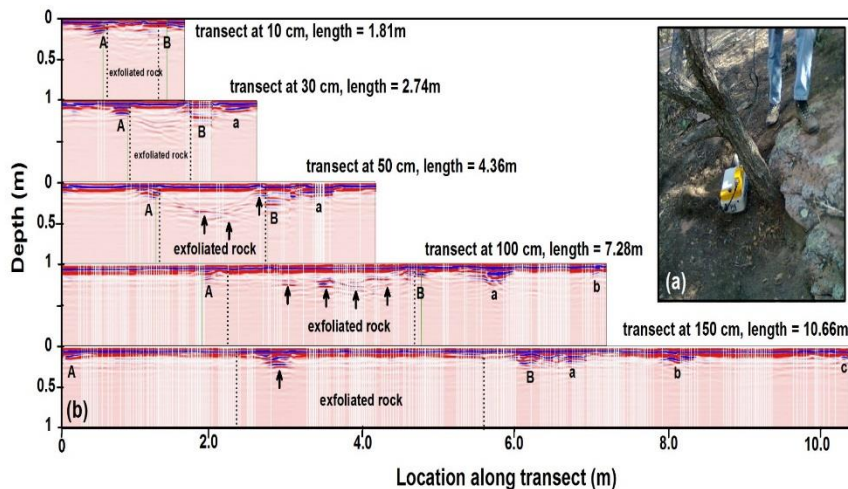 0
A
B
transect at 10 cm, length = 1.81m
0.5
exfoliated rock
1
transect at 30 cm, length = 2.74m
A
B
a
0.5
exfoliated rock
1
transect at 50 cm, length = 4.36m
A
B
a
0.5
exfoliated rock
1
transect at 100 cm, length = 7.28m
A
B
a
b
exfoliated rock
0
transect at 150 cm, length = 10.66m
A
B
a
b
c
0.5
exfoliated rock
1
(a)
(b)
Depth (m)
0.0
2.0
4.0
6.0
8.0
10.0
Location along transect (m)